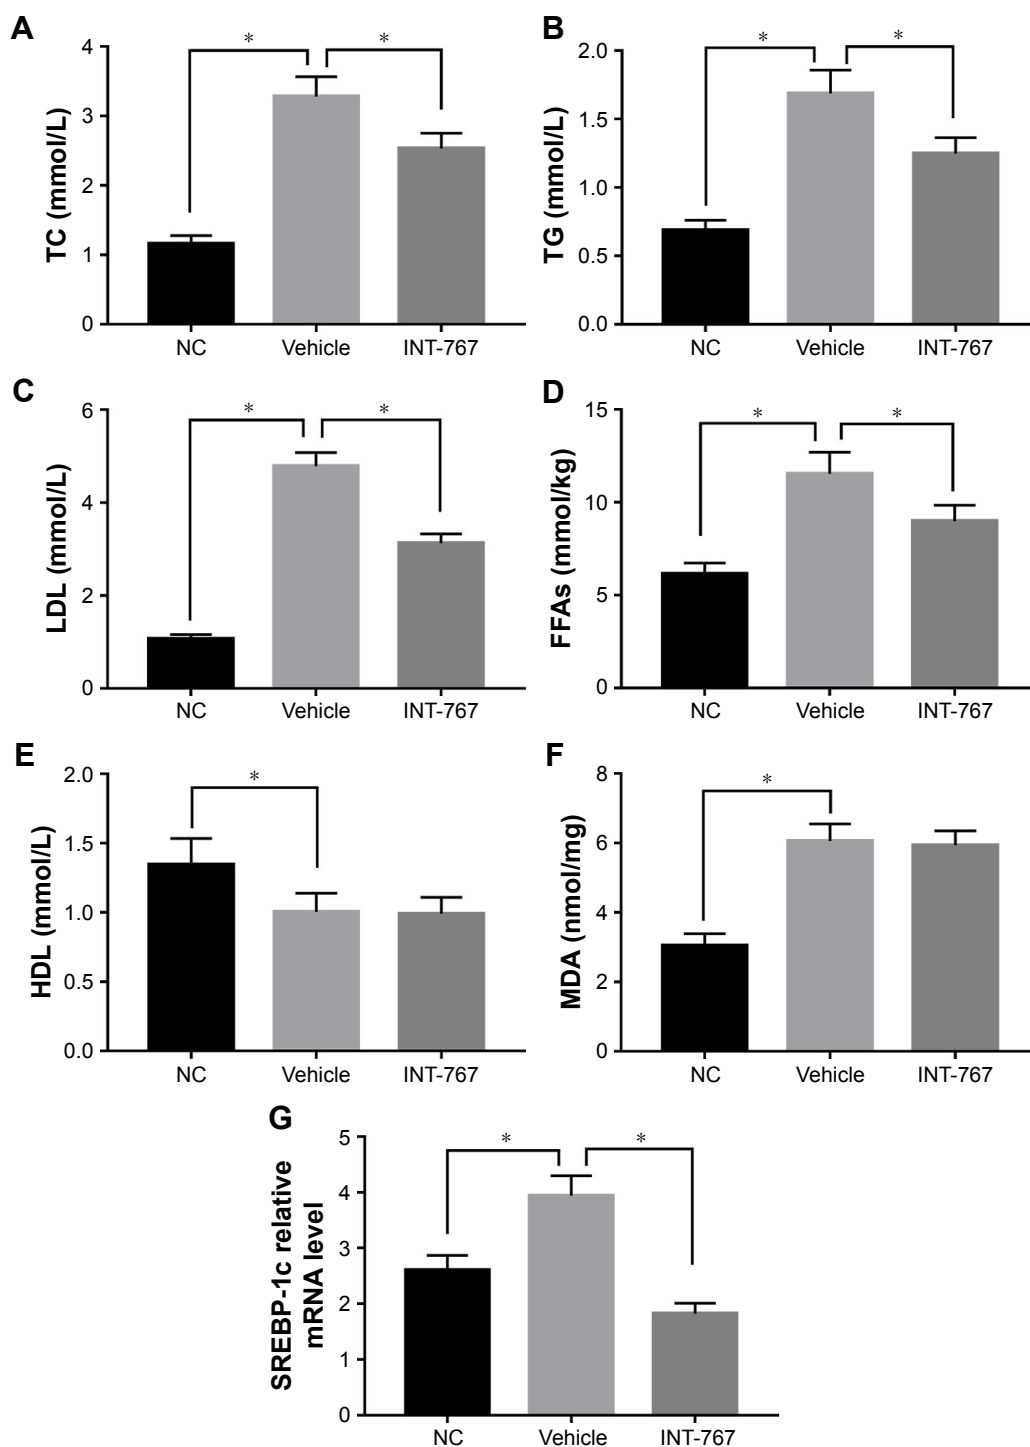 A
TC (mmol/L)
4
3
2
1
0
* *
NC Vehicle INT-767
B
TG (mmol/L)
2.0
1.5
1.0
0.5
0.0
* *
NC Vehicle INT-767
C
LDL (mmol/L)
6
4
2
0
* *
NC Vehicle INT-767
D
FFAs (mmol/kg)
15
10
5
0
* *
NC Vehicle INT-767
E
HDL (mmol/L)
2.0
1.5
1.0
0.5
0.0
*
NC Vehicle INT-767
F
MDA (nmol/mg)
8
6
4
2
0
*
NC Vehicle INT-767
G
SREBP-1c relative
mRNA level
5
4
3
2
1
0
* *
NC Vehicle INT-767